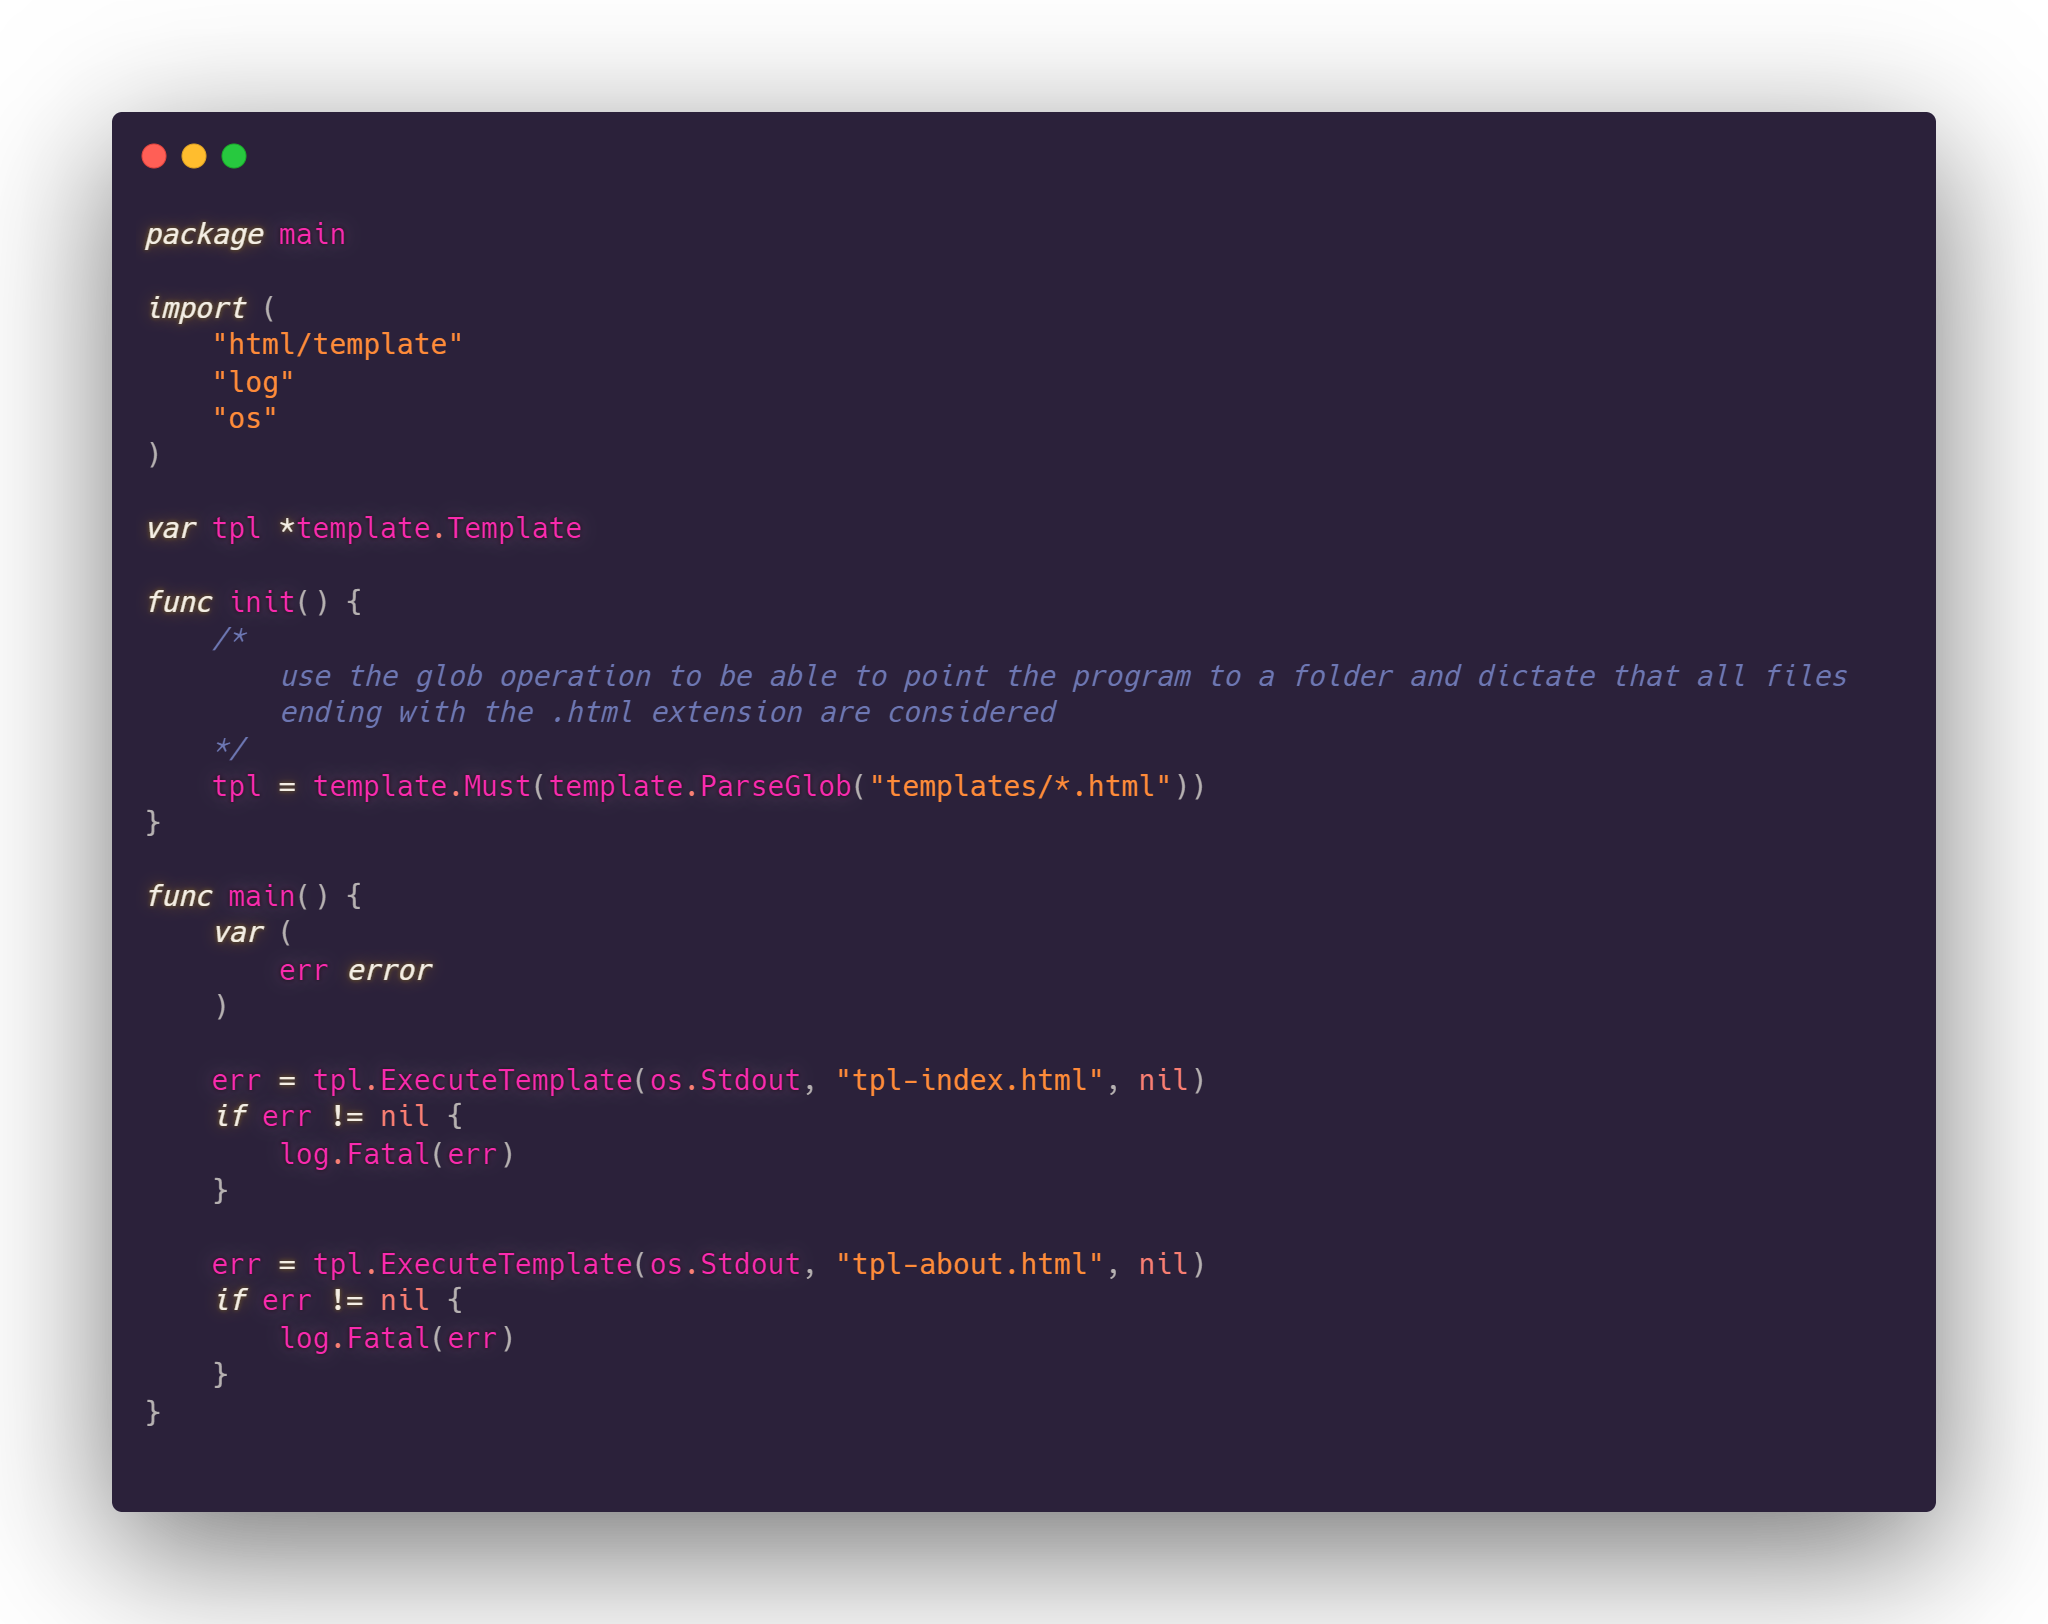 package main

import (
    "html/template"
    "log"
    "os"
)

var tpl *template.Template

func init() {
    /*
        use the glob operation to be able to point the program to a folder and dictate that all files
        ending with the .html extension are considered
    */
    tpl = template.Must(template.ParseGlob("templates/*.html"))
}

func main() {
    var (
        err error
    )

    err = tpl.ExecuteTemplate(os.Stdout, "tpl-index.html", nil)
    if err != nil {
        log.Fatal(err)
    }

    err = tpl.ExecuteTemplate(os.Stdout, "tpl-about.html", nil)
    if err != nil {
        log.Fatal(err)
    }
}